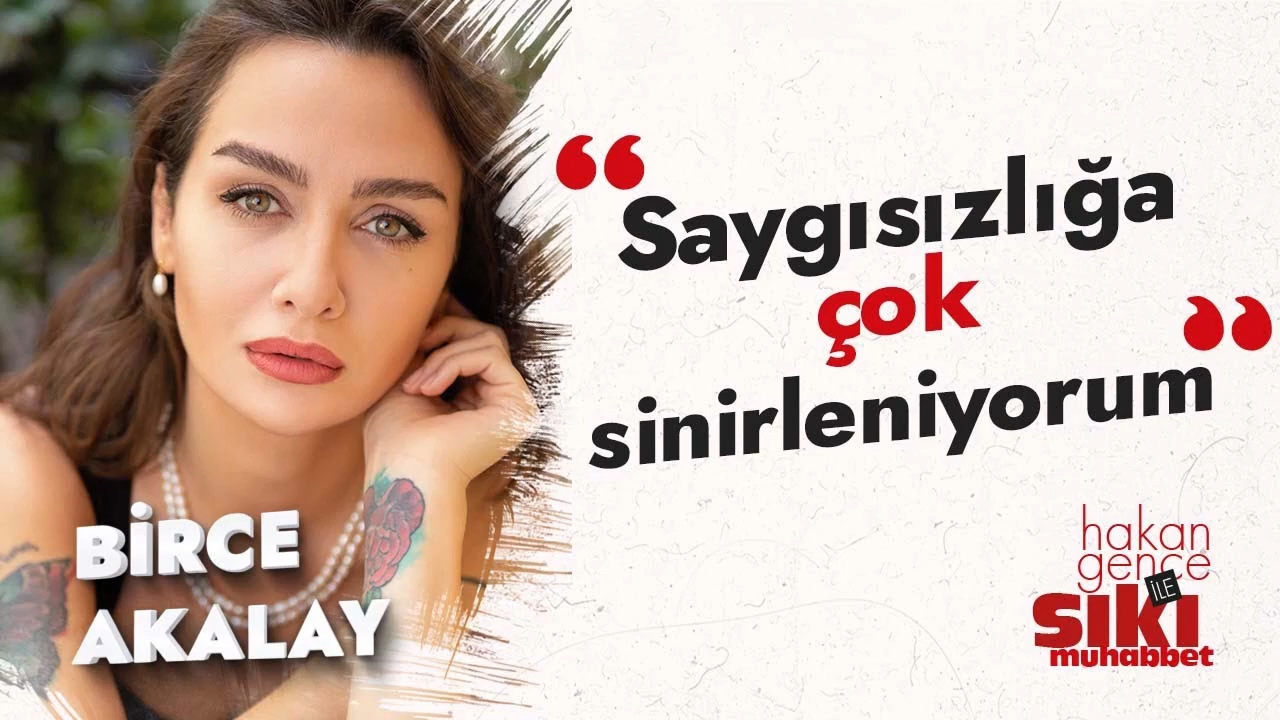 BİRCE
AKALAY
“Saygısızlığa
çok
sinirleniyorum”
hakan
gence
İLE
SIKI
muhabbet